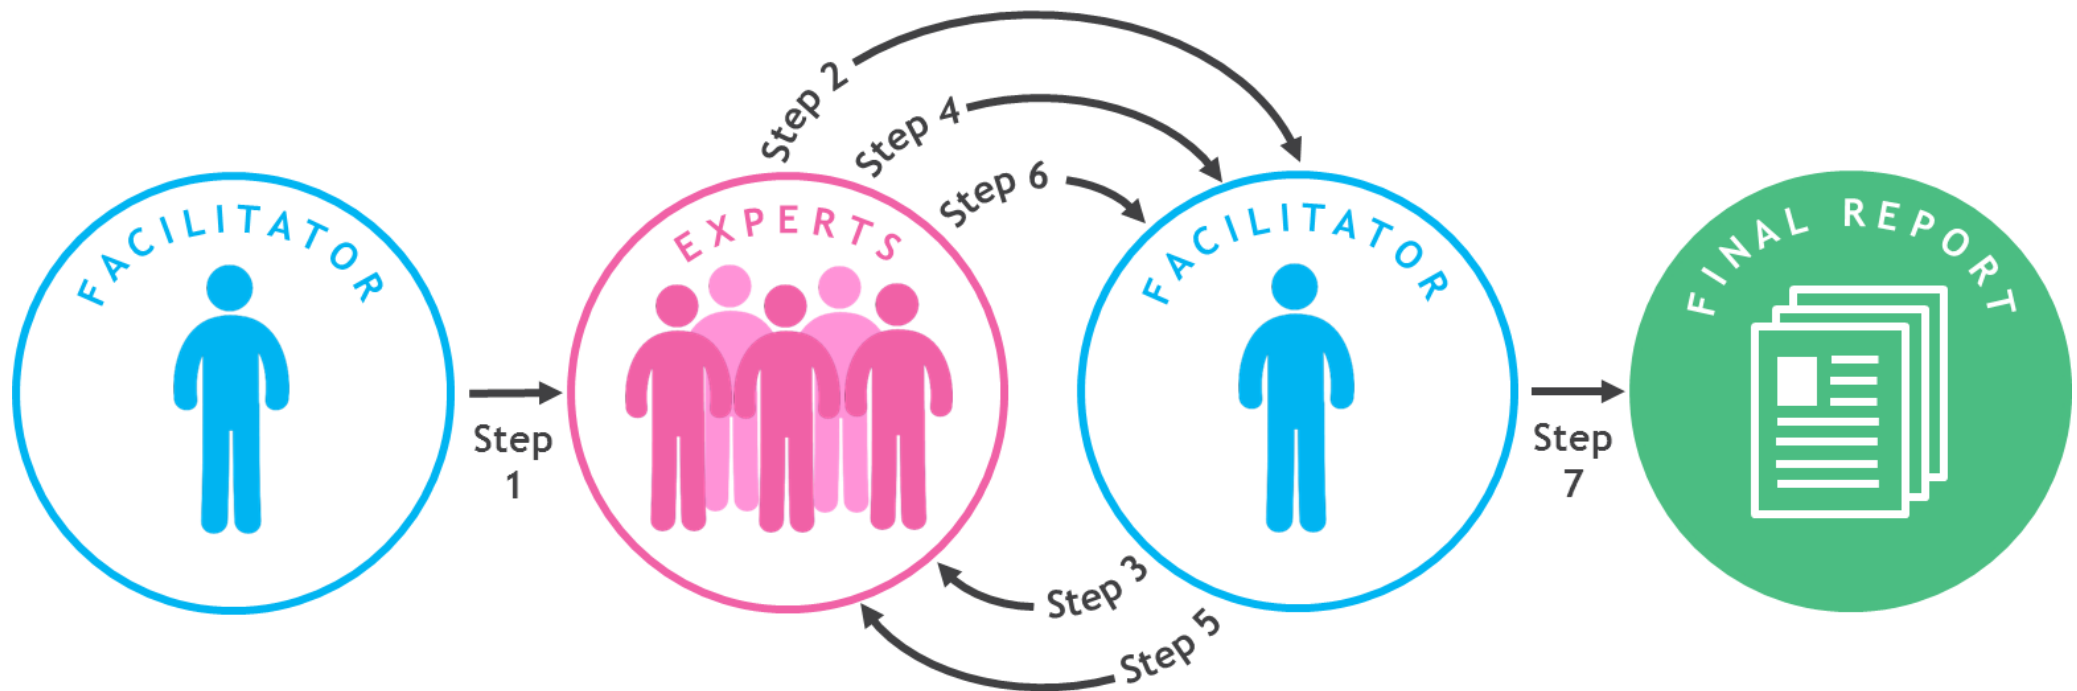 Step 2
Step 4
Step 6
FACILITATOR
EXPERTS
FACILITATOR
FINAL REPORT
Step
1
Step
7
Step 3
Step 5